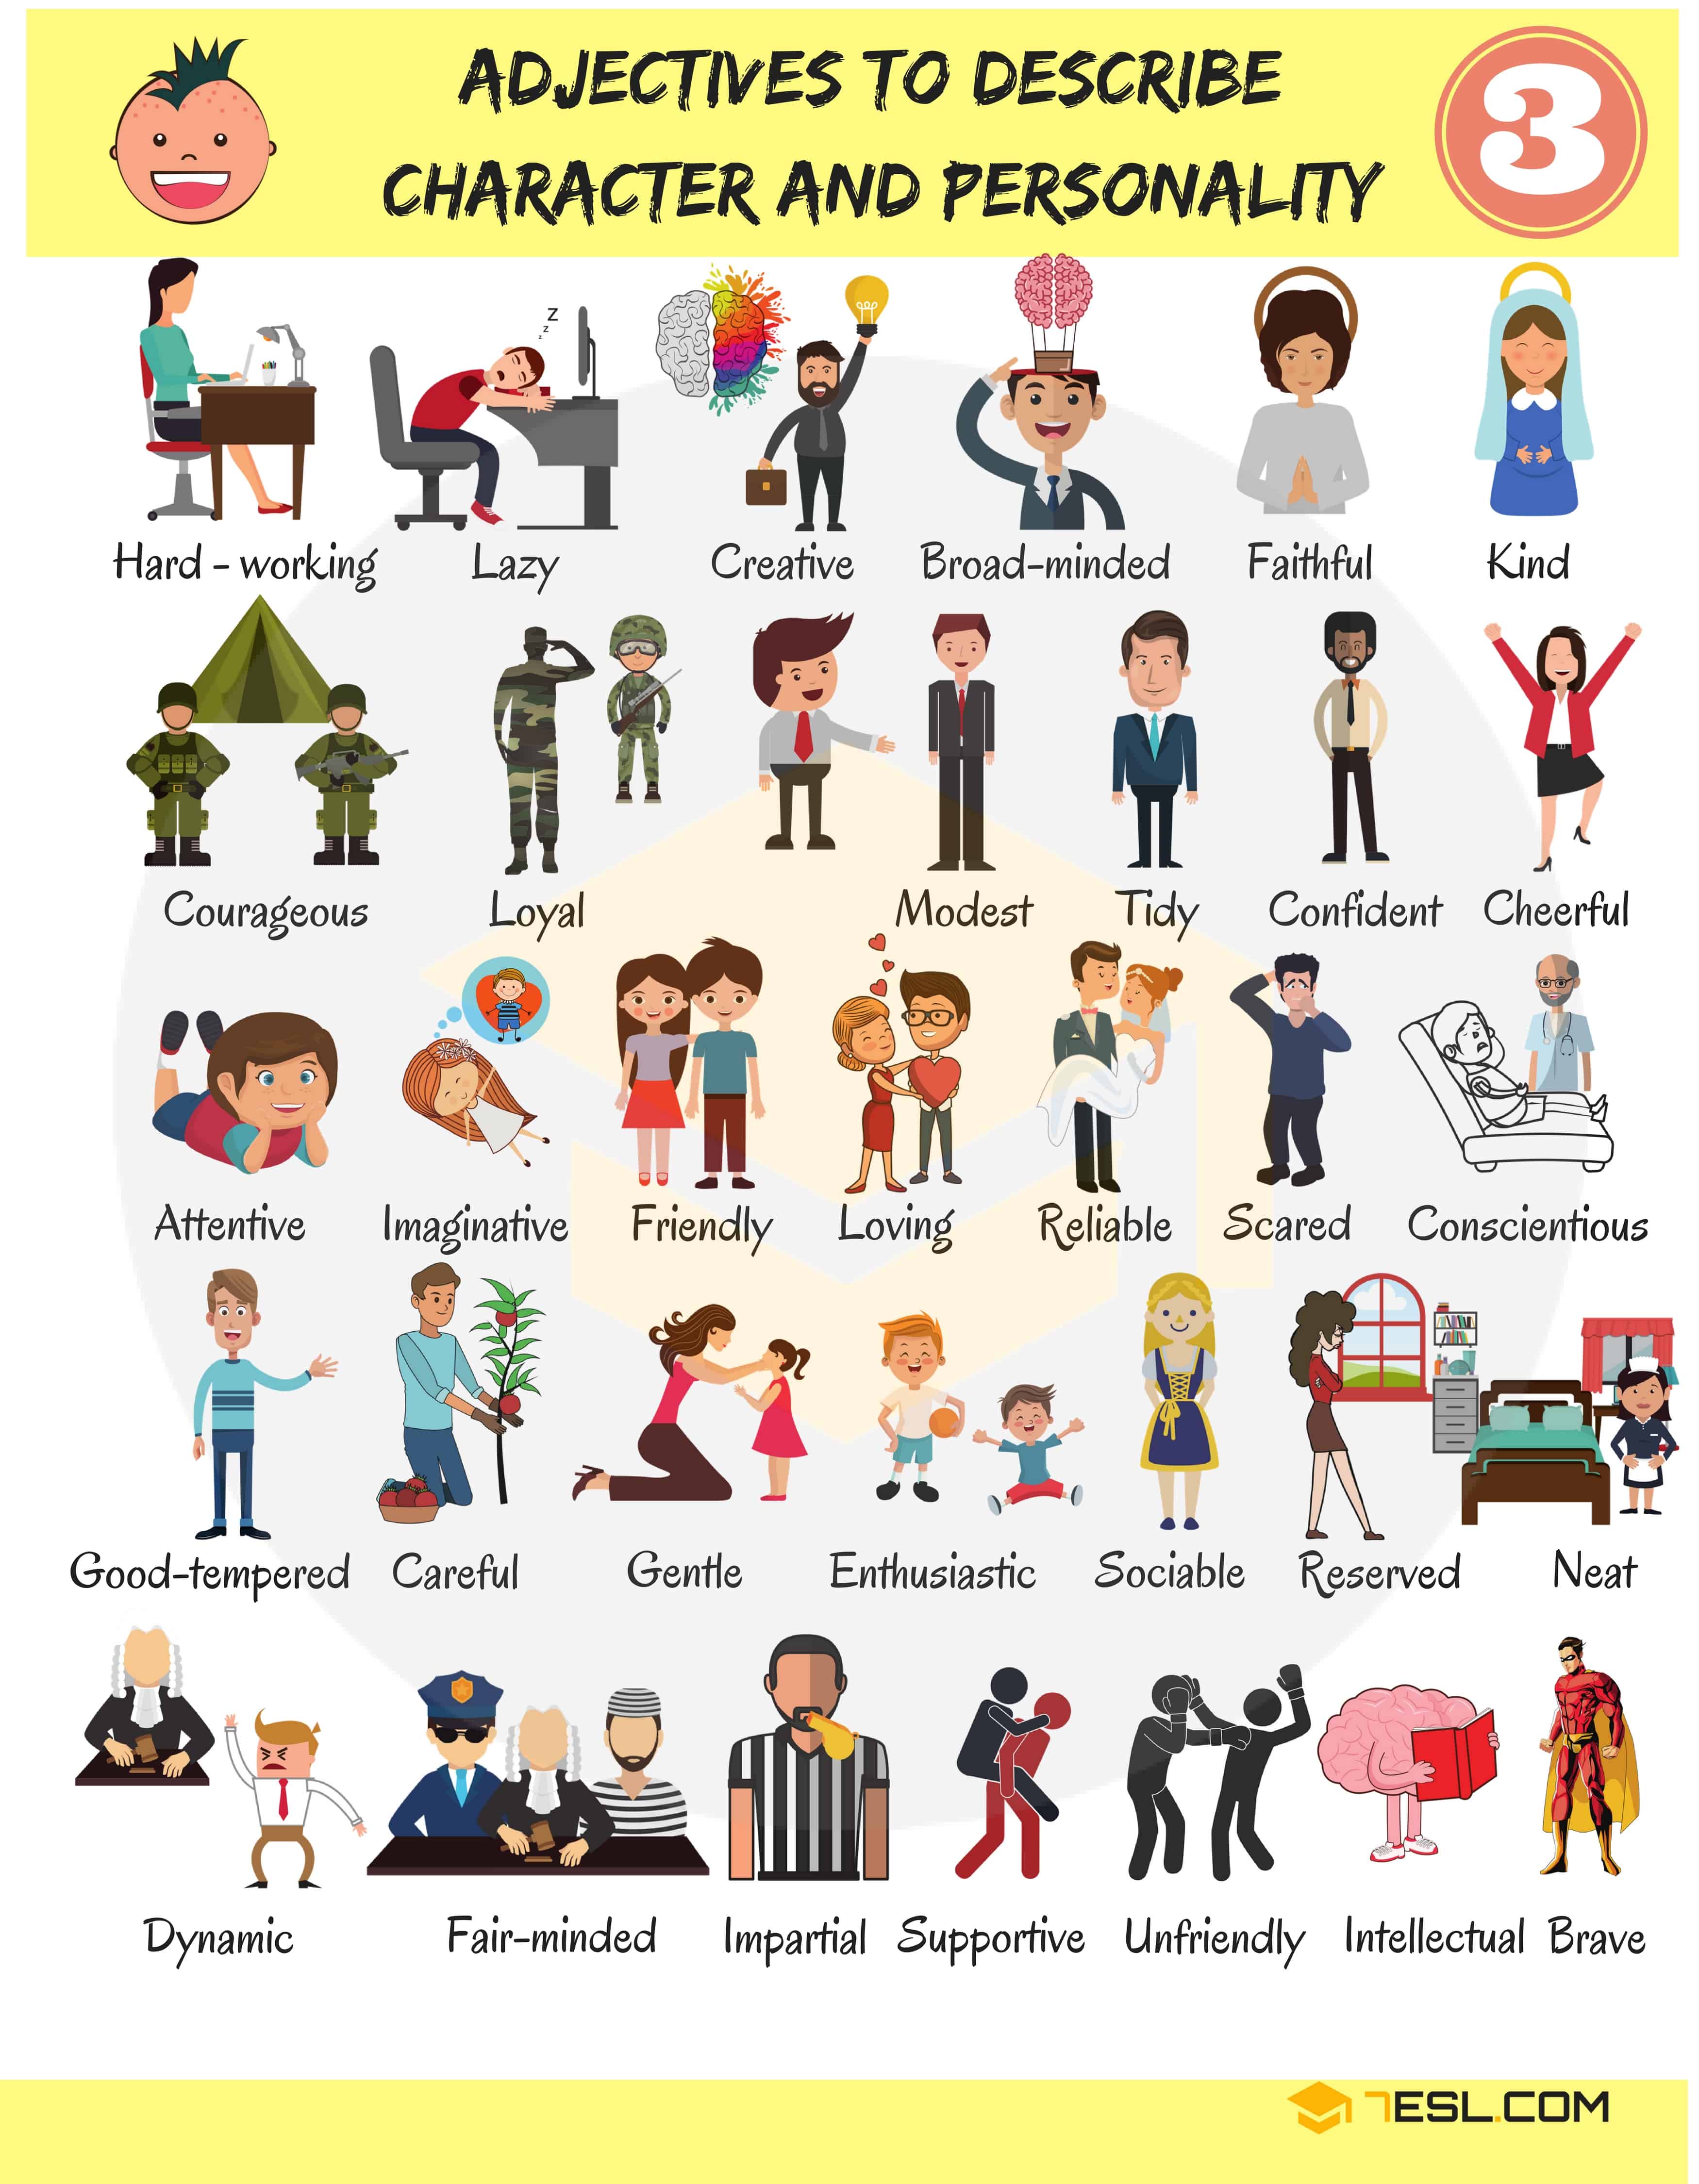 ADJECTIVES TO DESCRIBE
CHARACTER AND PERSONALITY
3
z
z
z
Hard - working Lazy Creative Broad-minded Faithful Kind
Courageous Loyal Modest Tidy Confident Cheerful
Attentive Imaginative Friendly Loving Reliable Scared Conscientious
Good-tempered Careful Gentle Enthusiastic Sociable Reserved Neat
Dynamic Fair-minded Impartial Supportive Unfriendly Intellectual Brave
7ESL.COM